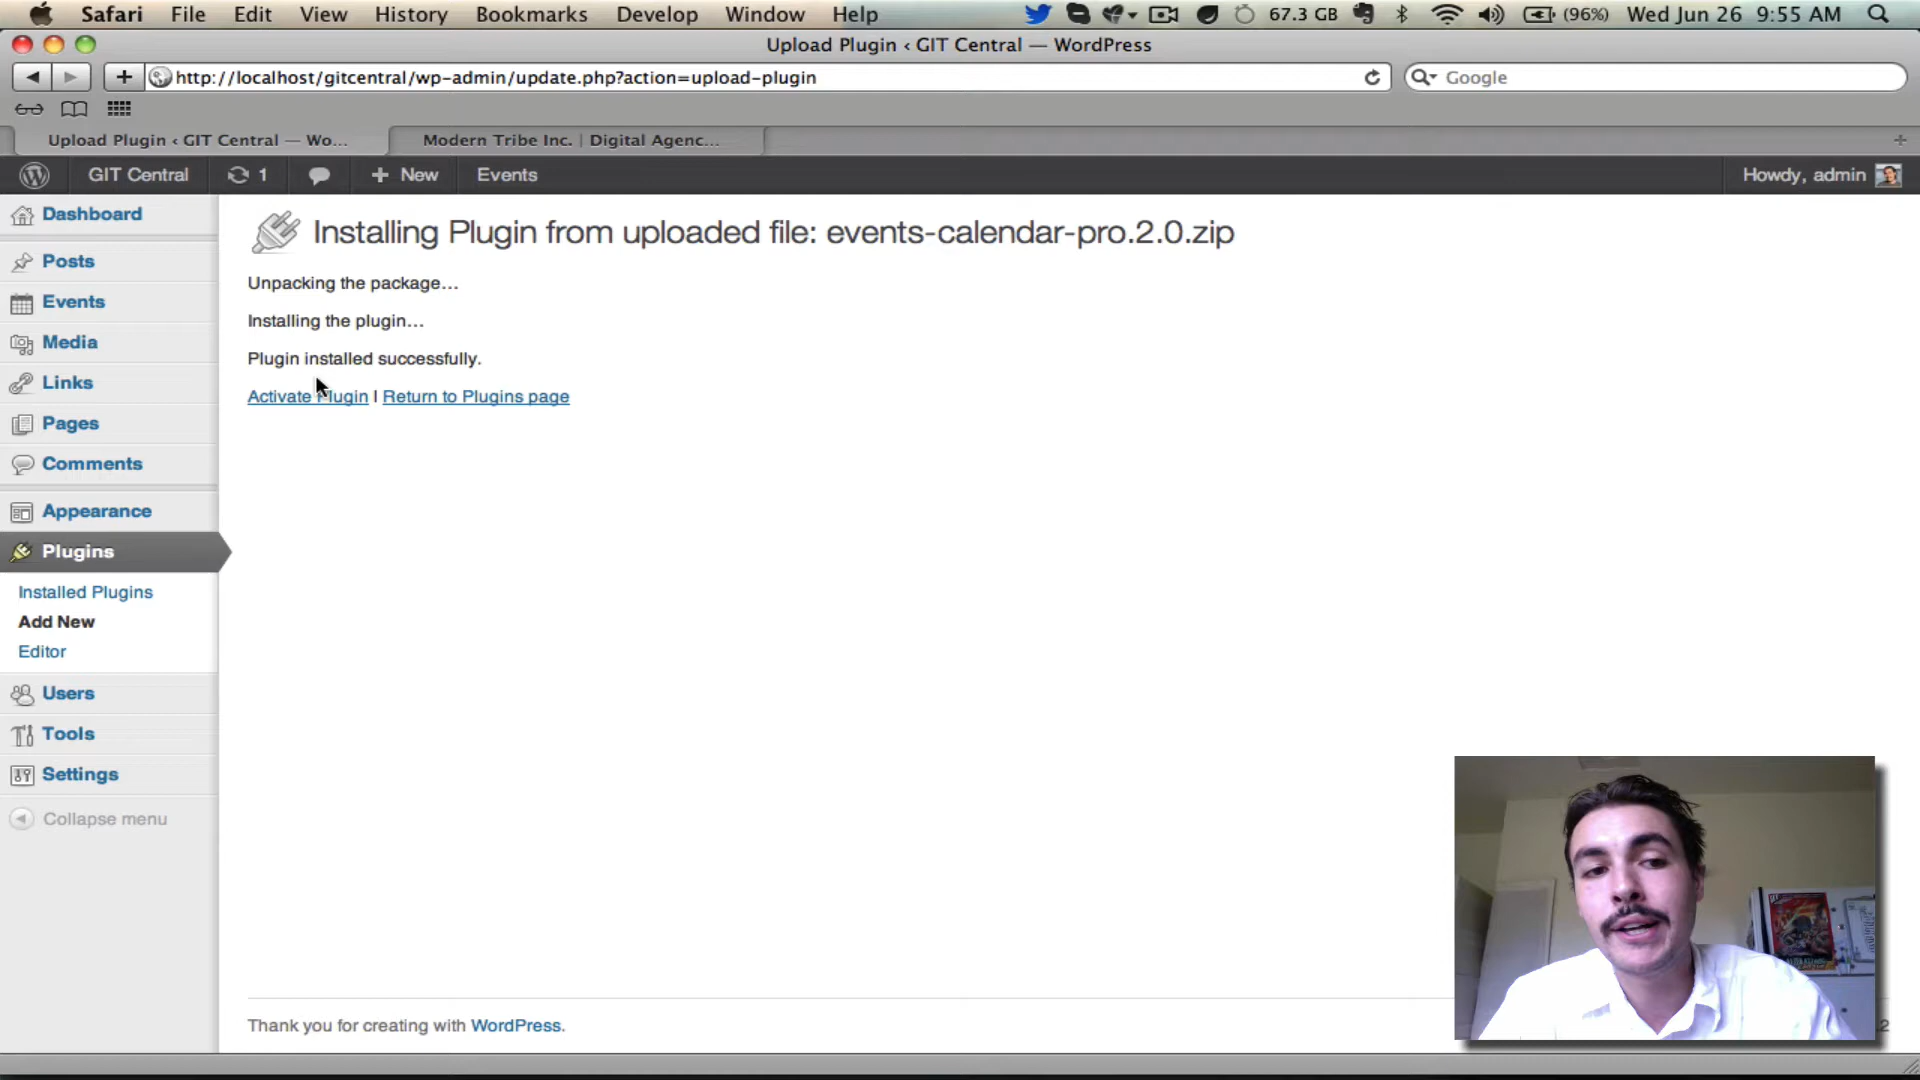 Safari File Edit View History Bookmarks Develop Window Help 67.3 GB (96%) Wed Jun 26 9:55 AM
Upload Plugin ‹ GIT Central — WordPress
http://localhost/gitcentral/wp-admin/update.php?action=upload-plugin Google
Upload Plugin ‹ GIT Central — Wo... Modern Tribe Inc. | Digital Agenc...
GIT Central 1 New Events Howdy, admin
Dashboard
Posts
Events
Media
Links
Pages
Comments
Appearance
Plugins
Installed Plugins
Add New
Editor
Users
Tools
Settings
Collapse menu
Installing Plugin from uploaded file: events-calendar-pro.2.0.zip
Unpacking the package…
Installing the plugin…
Plugin installed successfully.
Activate Plugin | Return to Plugins page
Thank you for creating with WordPress.